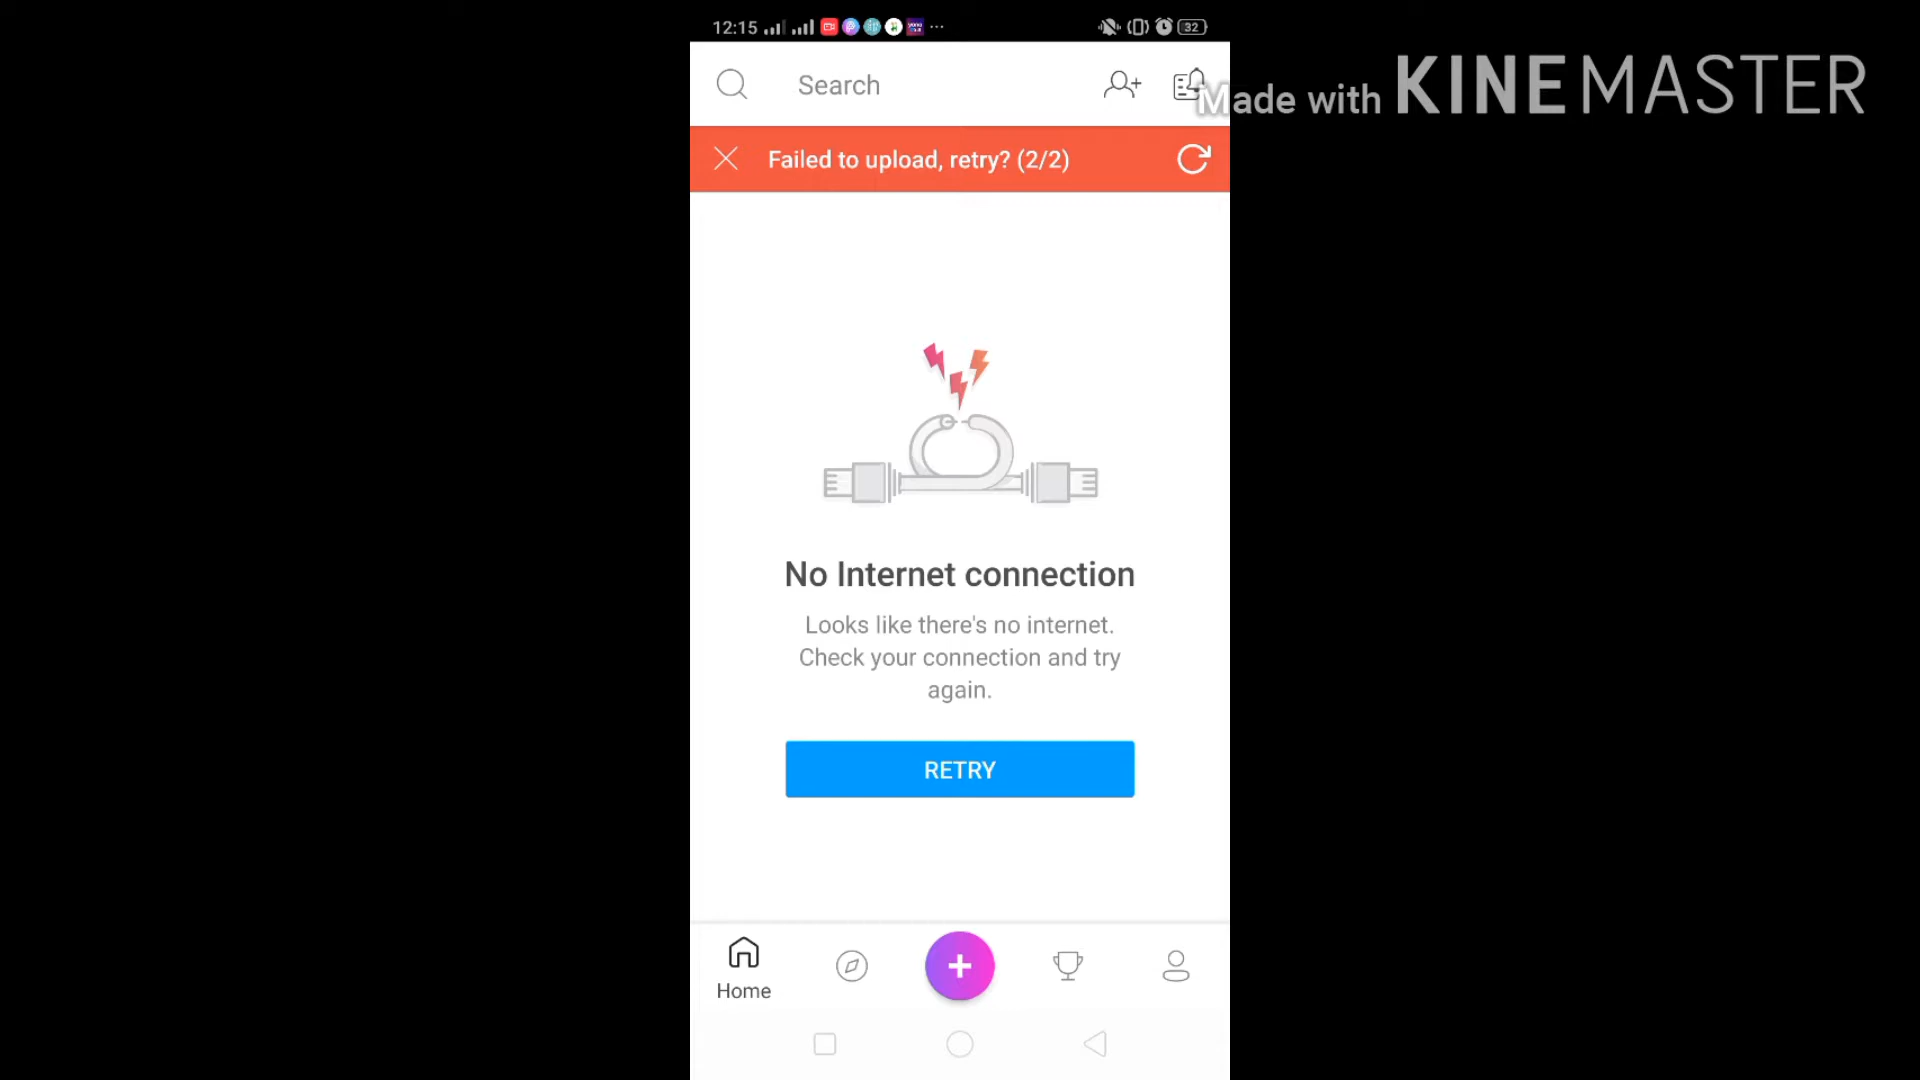 12:15
32
Search
Made with KINEMASTER
Failed to upload, retry? (2/2)
No Internet connection
Looks like there's no internet.
Check your connection and try
again.
RETRY
Home